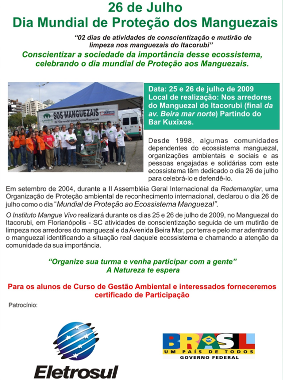 26 de Julho
Dia Mundial de Proteção dos Manguezais
"02 dias de atividades de conscientização e mutirão de
limpeza nos manguezais do Itacorubi"
Conscientizar a sociedade da importância desse ecossistema,
celebrando o dia mundial de Proteção aos Manguezais.
SOS MANGUEZAIS
Data: 25 e 26 de julho de 2009
Local de realização: Nos arredores
do Manguezal do Itacorubi (final da
av. Beira mar norte) Partindo do
Bar Kuxixos.
Desde 1998, algumas comunidades
dependentes do ecossistema manguezal,
organizações ambientais e sociais e as
pessoas engajadas e solidárias com este
ecossistema têm dedicado o dia 26 de julho
para celebrá-lo e defendê-lo.
Em setembro de 2004, durante a II Assembléia Geral Internacional da Redemanglar, uma
Organização de Proteção ambiental de reconhecimento internacional, declarou o dia 26 de
julho como o dia "Mundial de Proteção ao Ecossistema Manguezal".
O Instituto Mangue Vivo realizará durante os dias 25 e 26 de julho de 2009, no Manguezal do
Itacorubi, em Florianópolis - SC atividades de conscientização seguida de um mutirão de
limpeza nos arredores do manguezal e da Avenida Beira Mar, por terra e pelo mar adentrando
o manguezal identificando a situação real daquele ecossistema e chamando a atenção da
comunidade da sua importância.
"Organize sua turma e venha participar com a gente"
A Natureza te espera
Para os alunos de Curso de Gestão Ambiental e interessados forneceremos
certificado de Participação
Patrocínio:
Eletrosul
BRASIL
UM PAÍS DE TODOS
GOVERNO FEDERAL